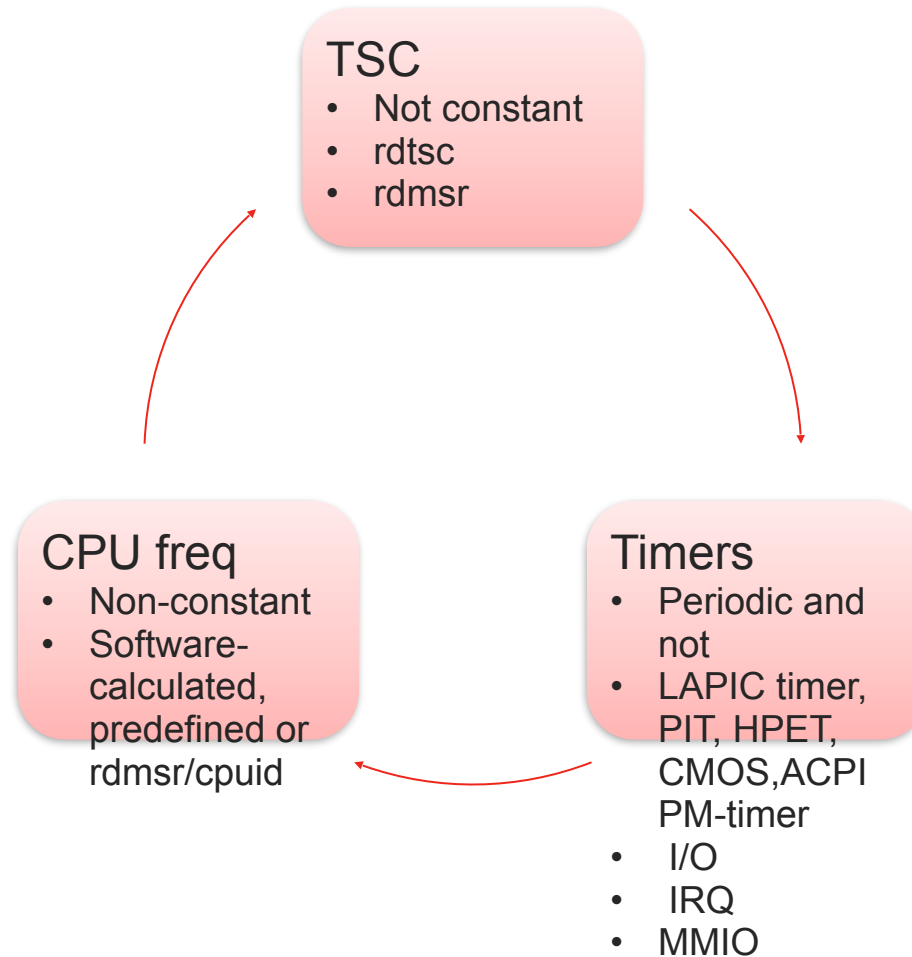 TSC
• Not constant
• rdtsc
• rdmsr
CPU freq
• Non-constant
• Software-
calculated,
predefined or
rdmsr/cpuid
Timers
• Periodic and
not
• LAPIC timer,
PIT, HPET,
CMOS,ACPI
PM-timer
• I/O
• IRQ
• MMIO